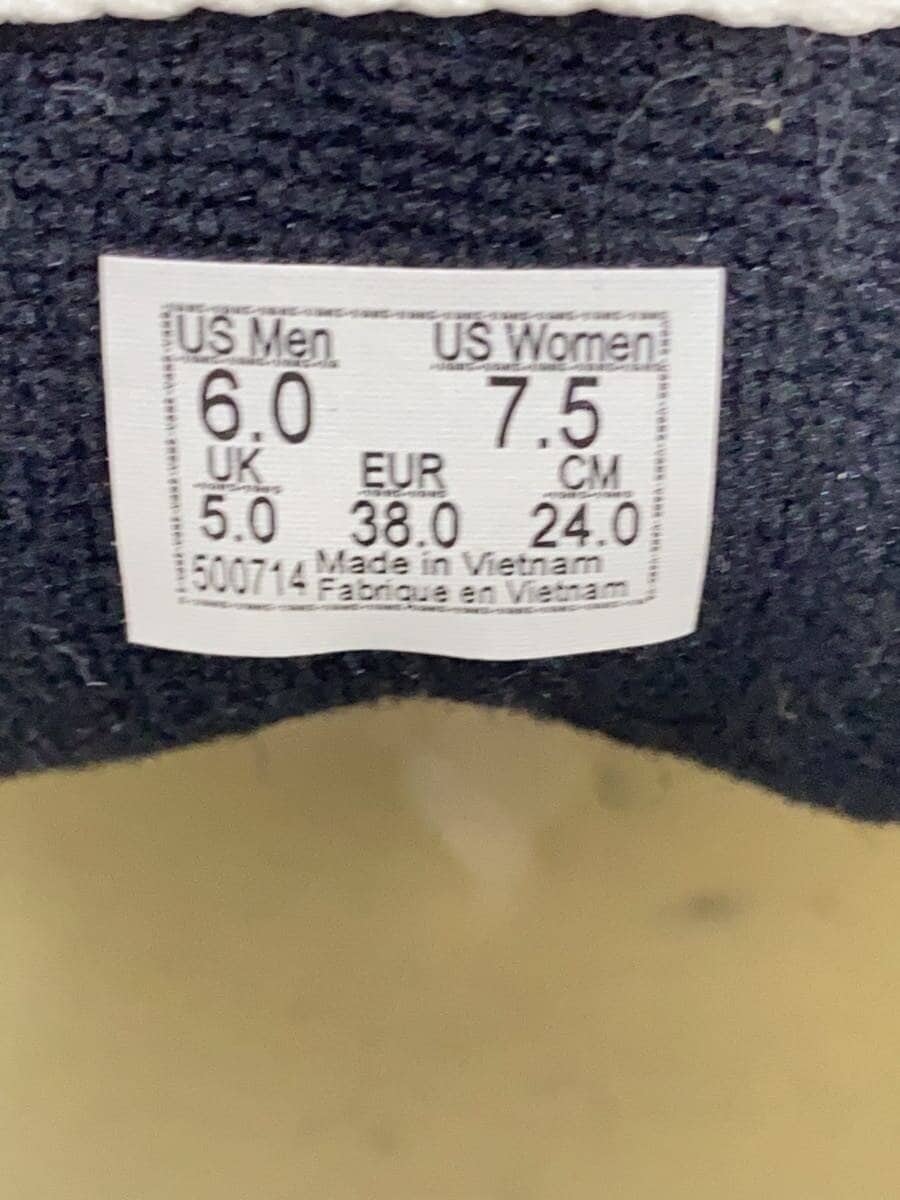 US Men US Women
6.0 7.5
UK EUR CM
5.0 38.0 24.0
500714 Made in Vietnam
Fabrique en Vietnam